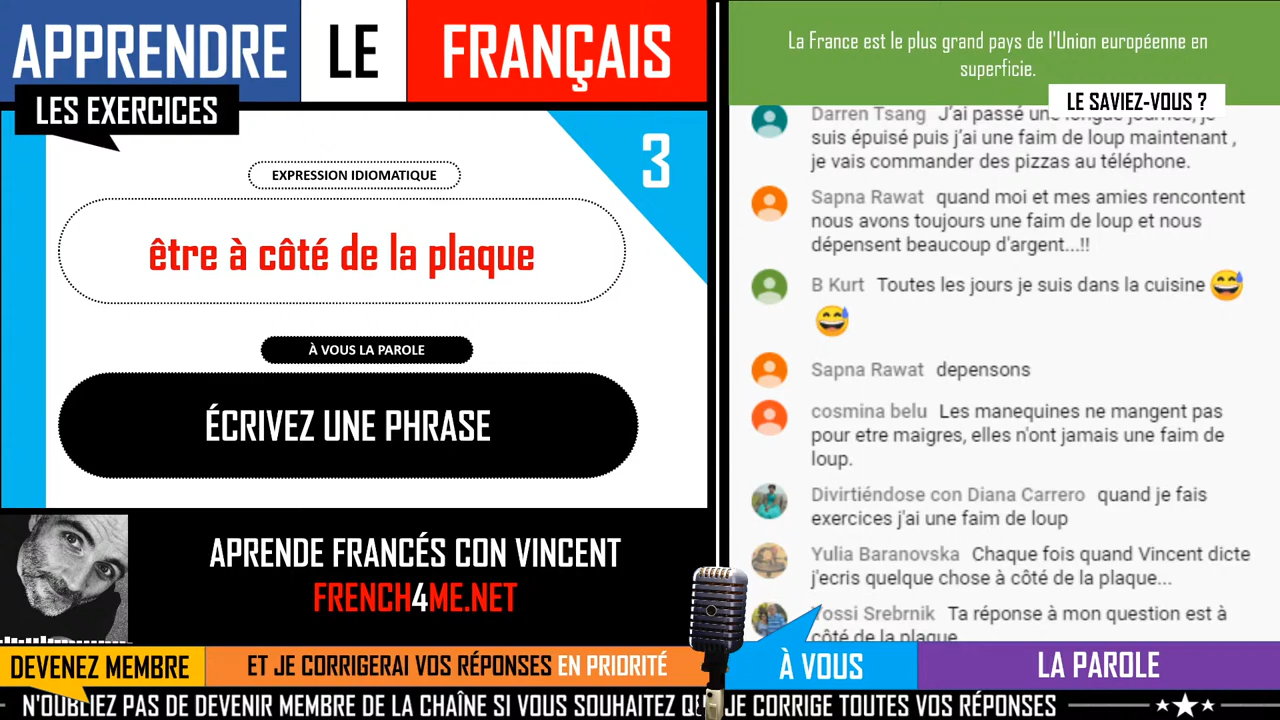 APPRENDRE LE FRANÇAIS
LES EXERCICES
3
EXPRESSION IDIOMATIQUE
être à côté de la plaque
À VOUS LA PAROLE
ÉCRIVEZ UNE PHRASE
APRENDE FRANCÉS CON VINCENT
FRENCH4ME.NET
DEVENEZ MEMBRE
ET JE CORRIGERAI VOS RÉPONSES EN PRIORITÉ
La France est le plus grand pays de l'Union européenne en
superficie.
LE SAVIEZ-VOUS ?
Darren Tsang J'ai passé une longue journée, je
suis épuisé puis j'ai une faim de loup maintenant ,
je vais commander des pizzas au téléphone.
Sapna Rawat quand moi et mes amies rencontent
nous avons toujours une faim de loup et nous
dépensent beaucoup d'argent...!!
B Kurt Toutes les jours je suis dans la cuisine 😅
😅
Sapna Rawat depensons
cosmina belu Les manequines ne mangent pas
pour etre maigres, elles n'ont jamais une faim de
loup.
Divirtiéndose con Diana Carrero quand je fais
exercices j'ai une faim de loup
Yulia Baranovska Chaque fois quand Vincent dicte
j'ecris quelque chose à côté de la plaque...
Yossi Srebrnik Ta réponse à mon question est à
côté de la plaque
À VOUS
LA PAROLE
N'OUBLIEZ PAS DE DEVENIR MEMBRE DE LA CHAÎNE SI VOUS SOUHAITEZ QUE JE CORRIGE TOUTES VOS RÉPONSES